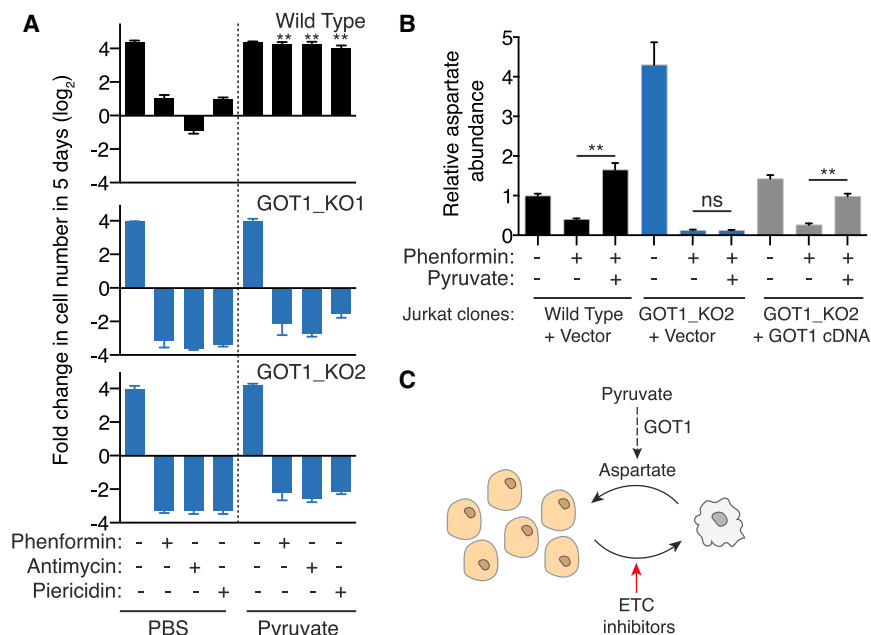 A
Wild Type
** ** **
4
2
0
-2
-4
GOT1_KO1
4
2
0
-2
-4
GOT1_KO2
4
2
0
-2
-4
Fold change in cell number in 5 days (log2)
Phenformin: - + - - - + - -
Antimycin: - - + - - - + -
Piericidin: - - - + - - - +
PBS Pyruvate
B
Relative aspartate
abundance
5
4
3
2
1
0
** ns **
Phenformin: - + + - + + - + +
Pyruvate: - - + - - + - - +
Jurkat clones: Wild Type GOT1_KO2 GOT1_KO2
+ Vector + Vector + GOT1 cDNA
C
Pyruvate
GOT1
Aspartate
ETC
inhibitors